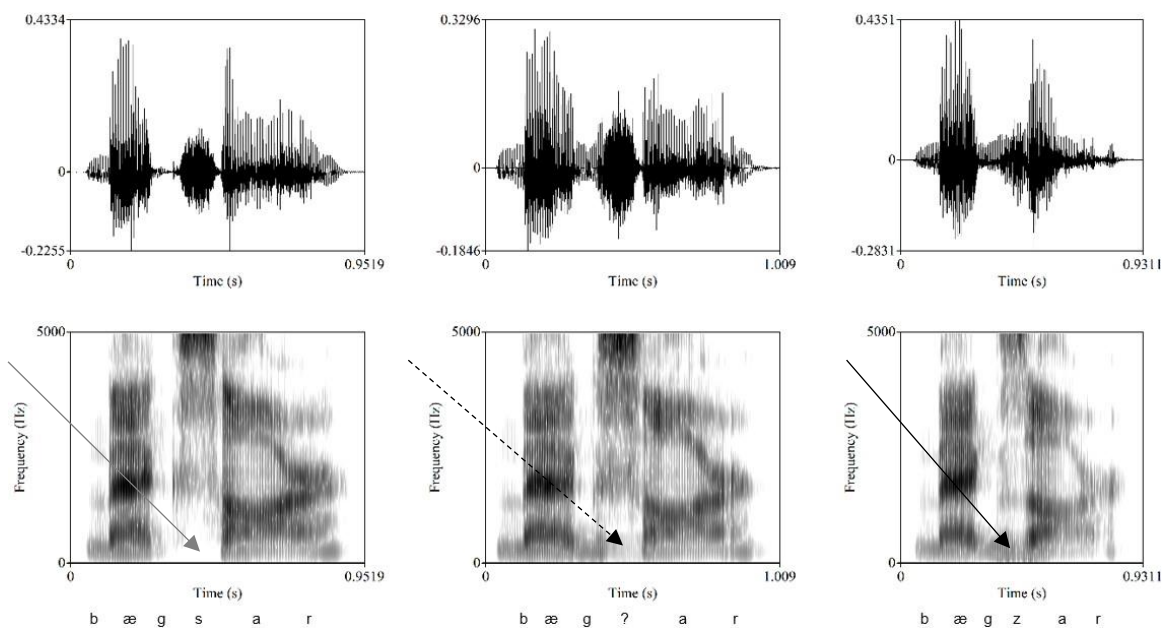 0.4334
0
-0.2255
0
0.9519
Time (s)
0.3296
0
-0.1846
0
1.009
Time (s)
0.4351
0
-0.2831
0
0.9311
Time (s)
5000
Frequency (Hz)
0
0
0.9519
Time (s)
b æ g s a r
5000
Frequency (Hz)
0
0
1.009
Time (s)
b æ g ? a r
5000
Frequency (Hz)
0
0
0.9311
Time (s)
b æ g z a r